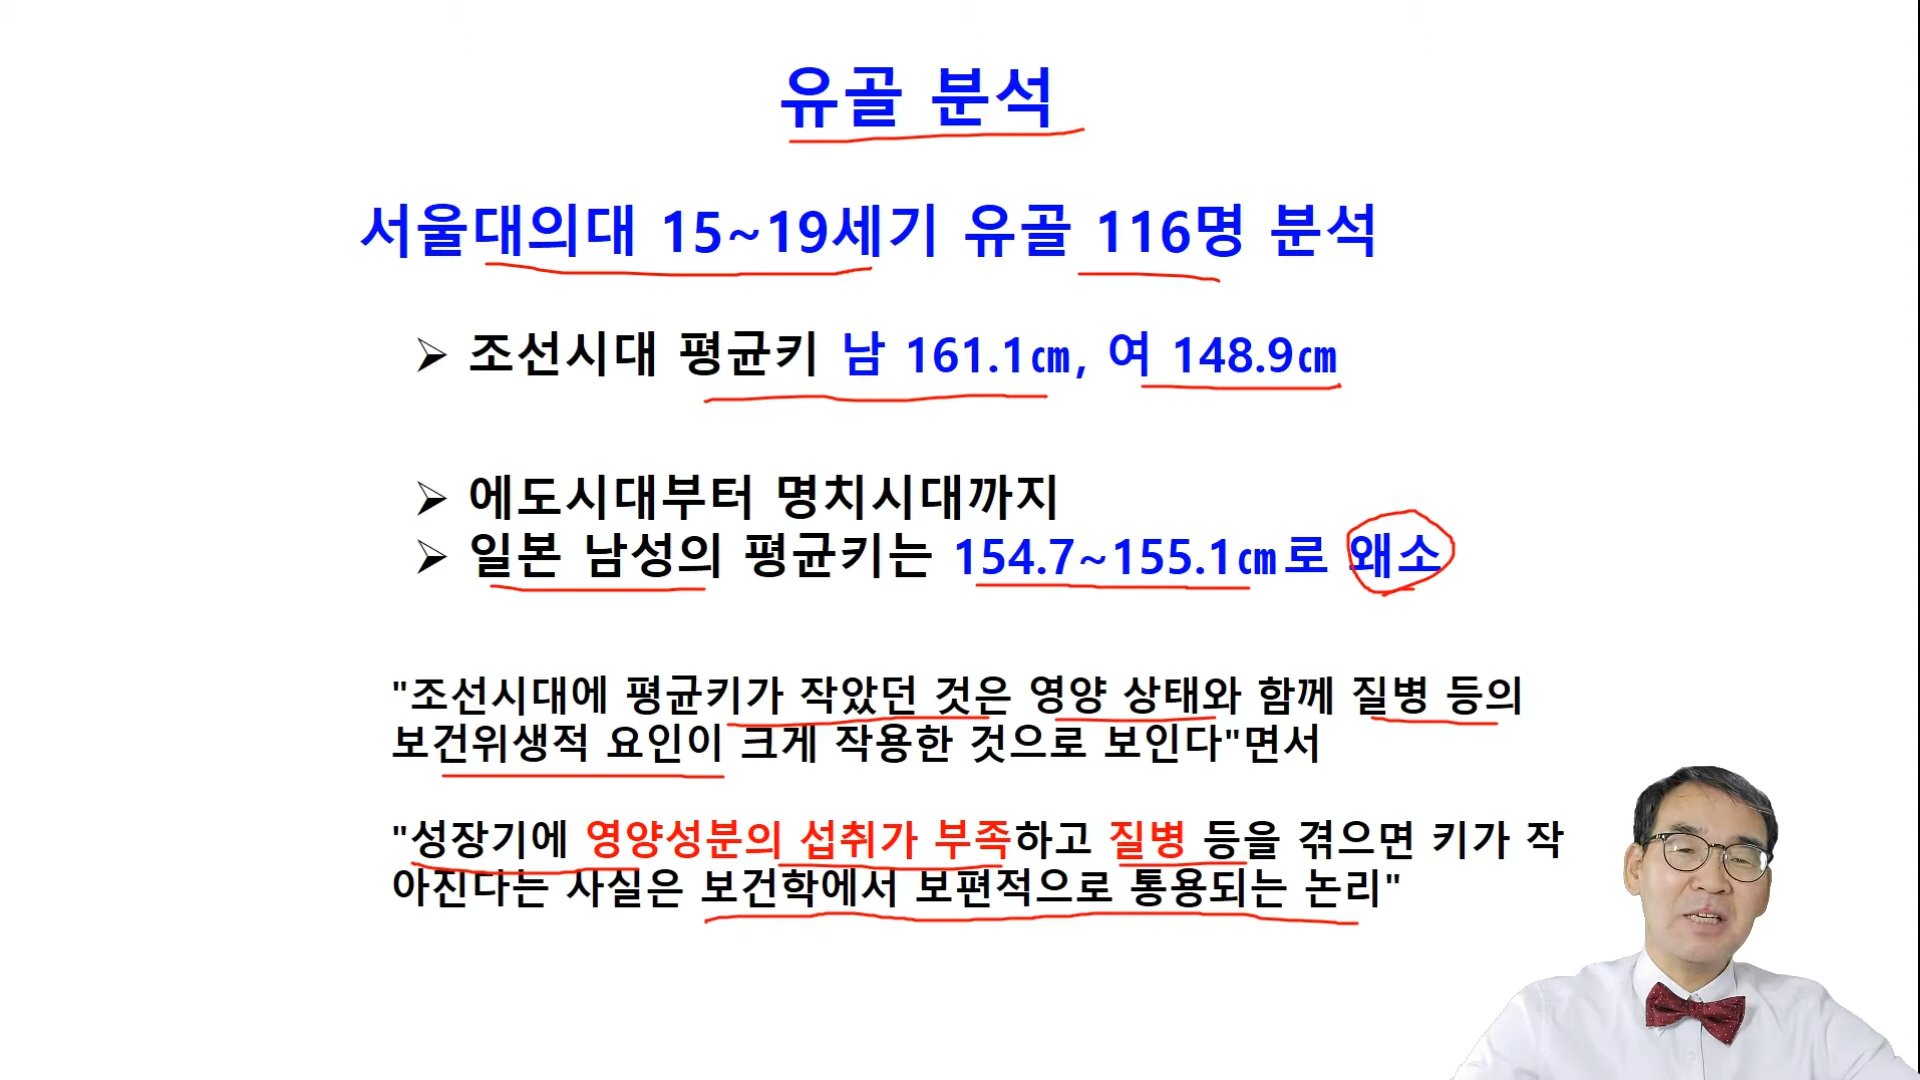 유골 분석
서울대의대 15~19세기 유골 116명 분석
➢ 조선시대 평균키 남 161.1㎝, 여 148.9㎝
➢ 에도시대부터 명치시대까지
➢ 일본 남성의 평균키는 154.7~155.1㎝로 왜소
"조선시대에 평균키가 작았던 것은 영양 상태와 함께 질병 등의
보건위생적 요인이 크게 작용한 것으로 보인다"면서
"성장기에 영양성분의 섭취가 부족하고 질병 등을 겪으면 키가 작
아진다는 사실은 보건학에서 보편적으로 통용되는 논리"